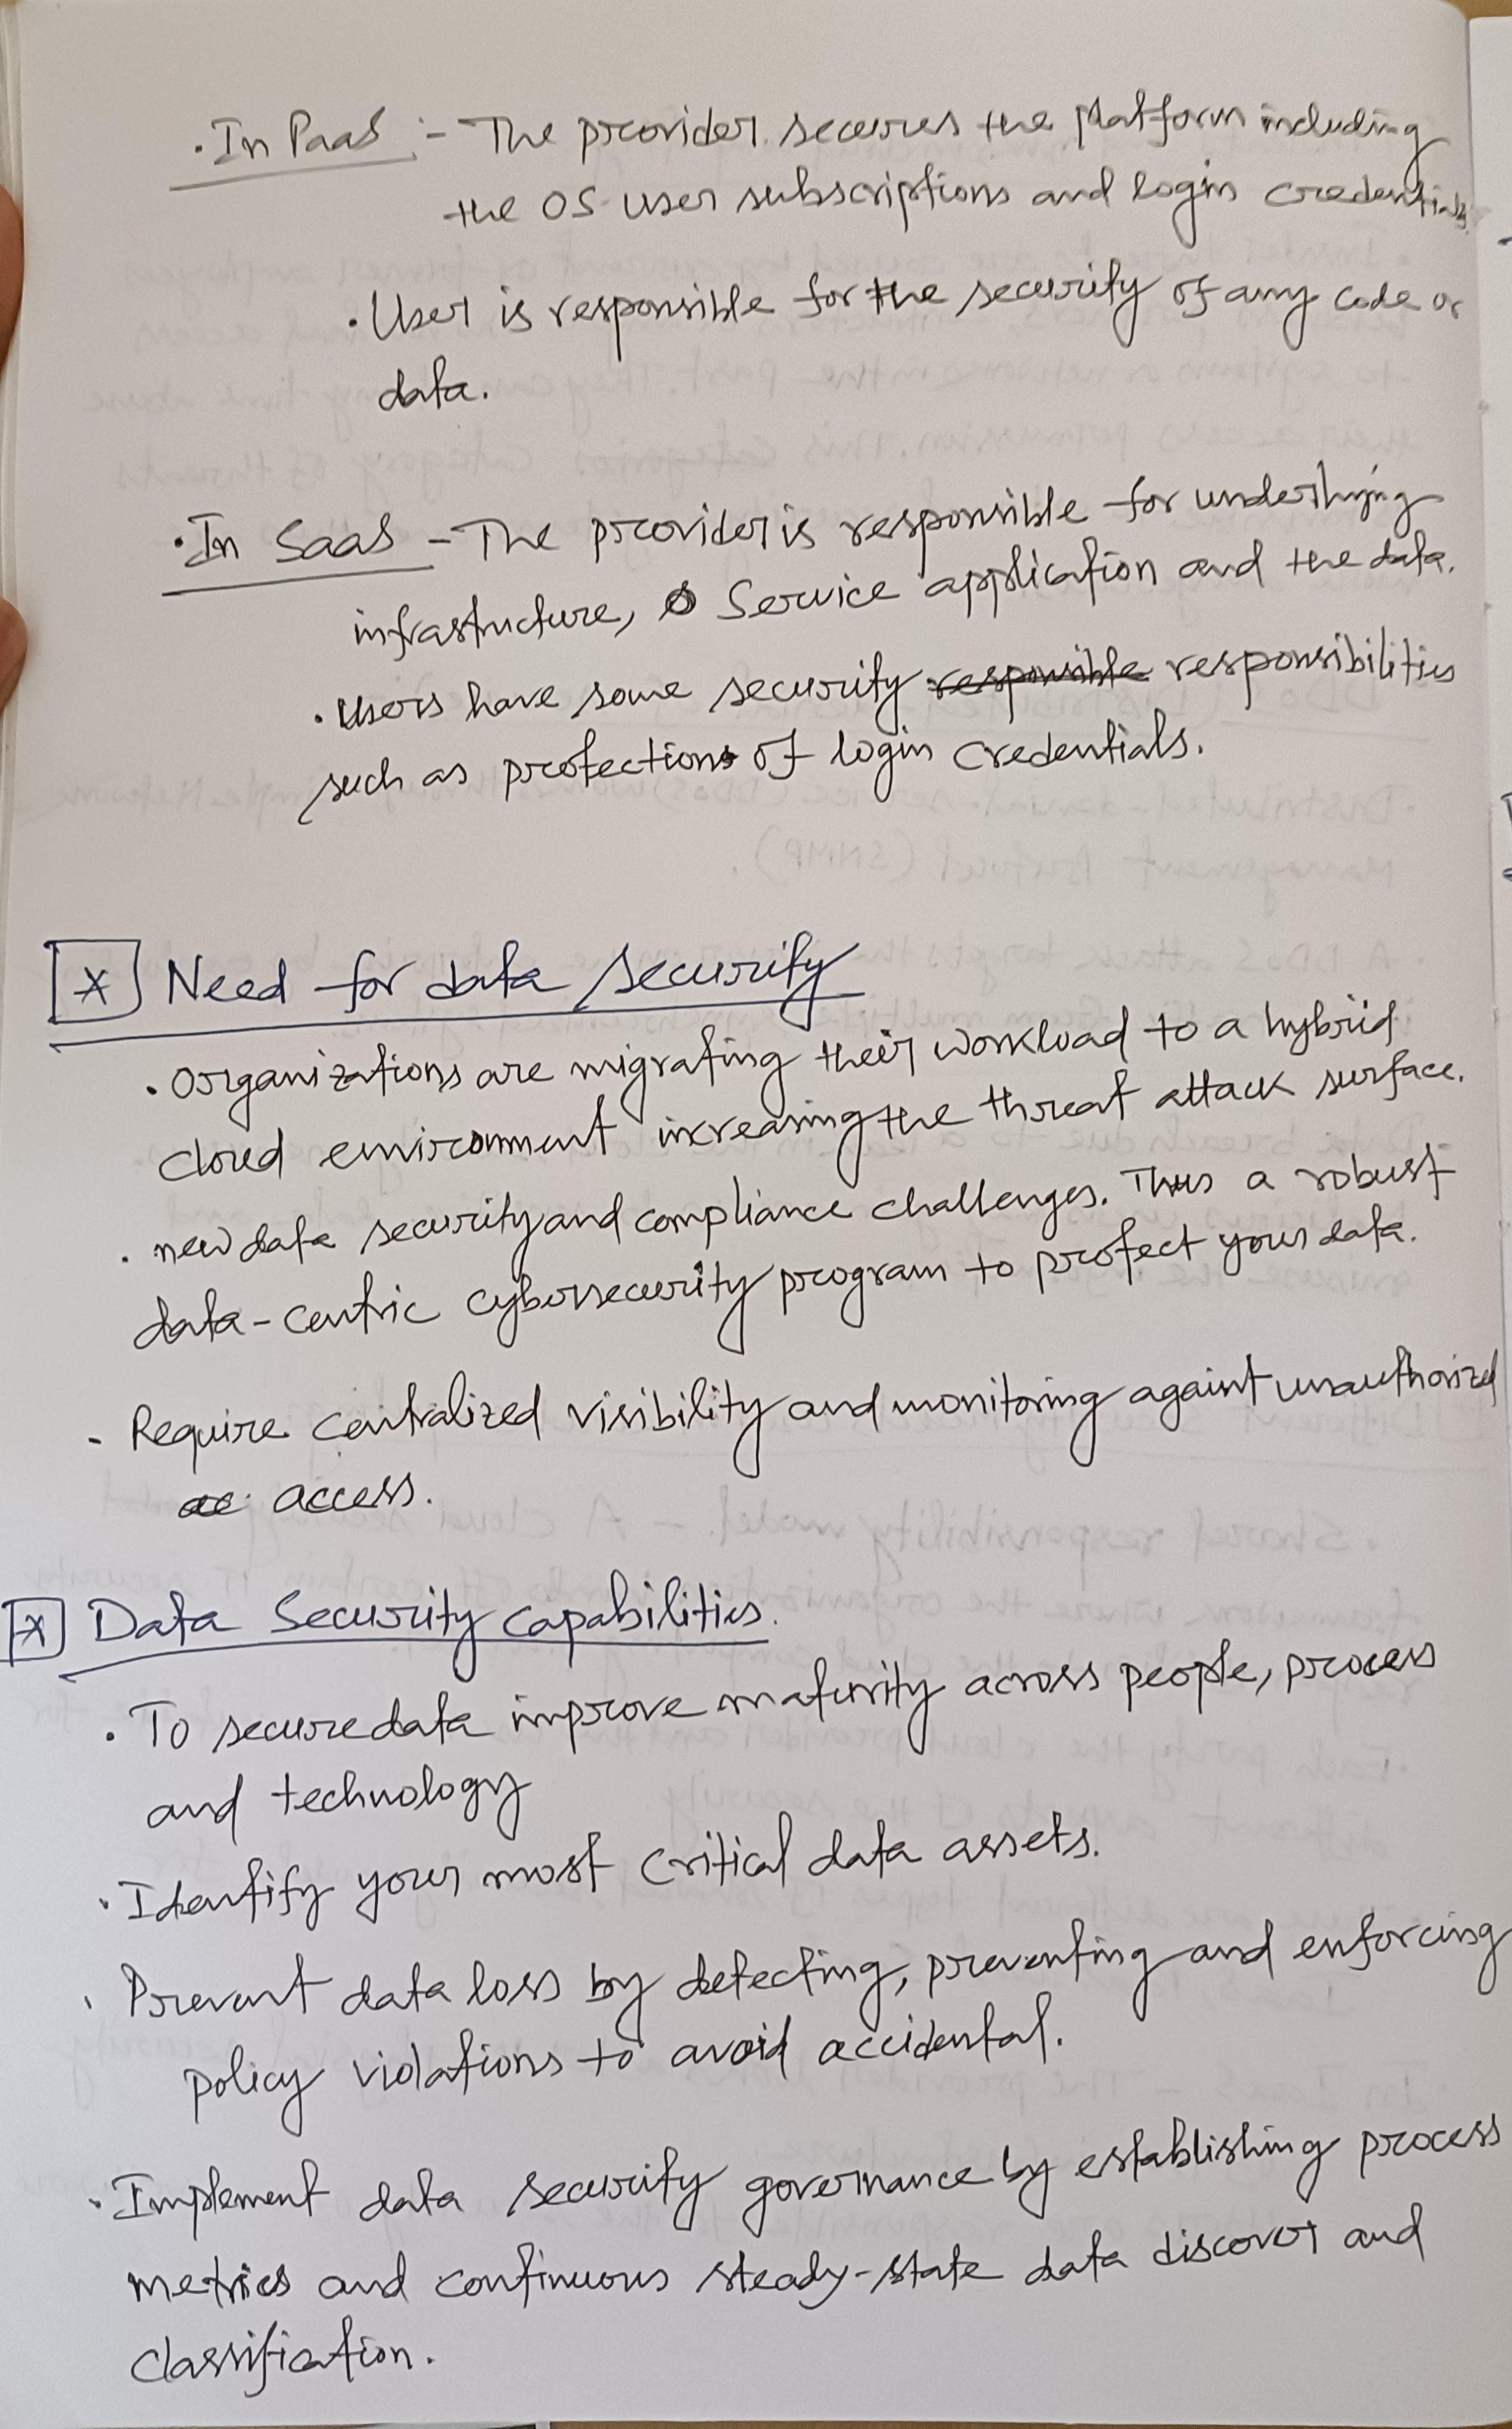 · In PaaS :- The provider secures the platform including
the OS user subscriptions and login credentials.
· User is responsible for the security of any code or
data.
· In SaaS - The provider is responsible for underlying
infrastructure, Service application and the data.
· Users have some security responsible responsibilities
such as protection of login credentials.
[x] Need for data security
· Organizations are migrating their workload to a hybrid
cloud environment increasing the threat attack surface.
· new data security and compliance challenges. Thus a robust
data-centric cybersecurity program to protect your data.
- Require centralized visibility and monitoring againt unauthorized
ac access.
[x] Data Security capabilities.
· To secure data improve maturity across people, process
and technology
· Identify your most critical data assets.
· Prevent data loss by detecting, preventing and enforcing
policy violations to avoid accidental.
· Implement data security governance by establishing process
metrics and continuous steady-state data discover and
classification.